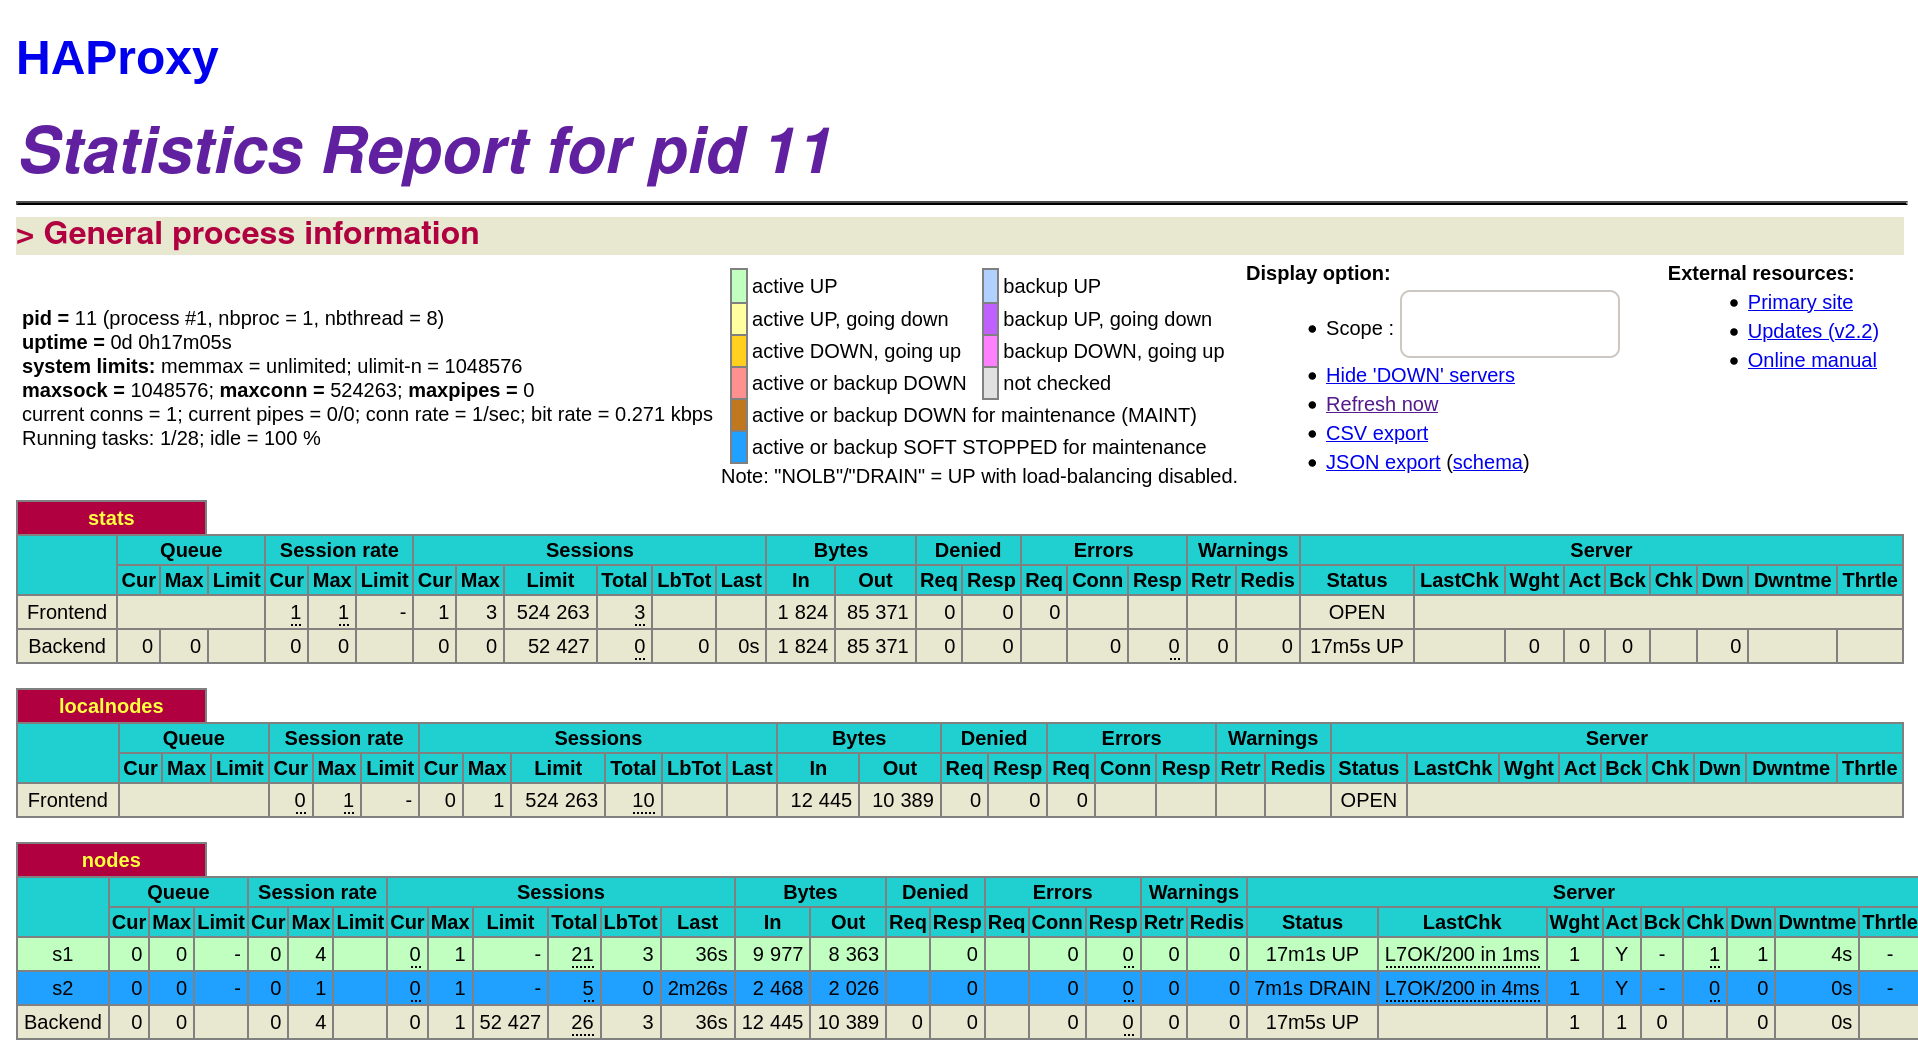 HAProxy
Statistics Report for pid 11
> General process information
pid = 11 (process #1, nbproc = 1, nbthread = 8)
uptime = 0d 0h17m05s
system limits: memmax = unlimited; ulimit-n = 1048576
maxsock = 1048576; maxconn = 524263; maxpipes = 0
current conns = 1; current pipes = 0/0; conn rate = 1/sec; bit rate = 0.271 kbps
Running tasks: 1/28; idle = 100 %
active UP backup UP
active UP, going down backup UP, going down
active DOWN, going up backup DOWN, going up
active or backup DOWN not checked
active or backup DOWN for maintenance (MAINT)
active or backup SOFT STOPPED for maintenance
Note: "NOLB"/"DRAIN" = UP with load-balancing disabled.
Display option:
• Scope :
• Hide 'DOWN' servers
• Refresh now
• CSV export
• JSON export (schema)
External resources:
• Primary site
• Updates (v2.2)
• Online manual
stats
Queue Session rate Sessions Bytes Denied Errors Warnings Server
Cur Max Limit Cur Max Limit Cur Max Limit Total LbTot Last In Out Req Resp Req Conn Resp Retr Redis Status LastChk Wght Act Bck Chk Dwn Dwntme Thrtle
Frontend 1 1 - 1 3 524 263 3 1 824 85 371 0 0 0 OPEN
Backend 0 0 0 0 0 0 52 427 0 0 0s 1 824 85 371 0 0 0 0 0 0 17m5s UP 0 0 0 0
localnodes
Queue Session rate Sessions Bytes Denied Errors Warnings Server
Cur Max Limit Cur Max Limit Cur Max Limit Total LbTot Last In Out Req Resp Req Conn Resp Retr Redis Status LastChk Wght Act Bck Chk Dwn Dwntme Thrtle
Frontend 0 1 - 0 1 524 263 10 12 445 10 389 0 0 0 OPEN
nodes
Queue Session rate Sessions Bytes Denied Errors Warnings Server
Cur Max Limit Cur Max Limit Cur Max Limit Total LbTot Last In Out Req Resp Req Conn Resp Retr Redis Status LastChk Wght Act Bck Chk Dwn Dwntme Thrtle
s1 0 0 - 0 4 0 1 - 21 3 36s 9 977 8 363 0 0 0 0 0 17m1s UP L7OK/200 in 1ms 1 Y - 1 1 4s -
s2 0 0 - 0 1 0 1 - 5 0 2m26s 2 468 2 026 0 0 0 0 0 7m1s DRAIN L7OK/200 in 4ms 1 Y - 0 0 0s -
Backend 0 0 0 4 0 1 52 427 26 3 36s 12 445 10 389 0 0 0 0 0 0 17m5s UP 1 1 0 0 0s